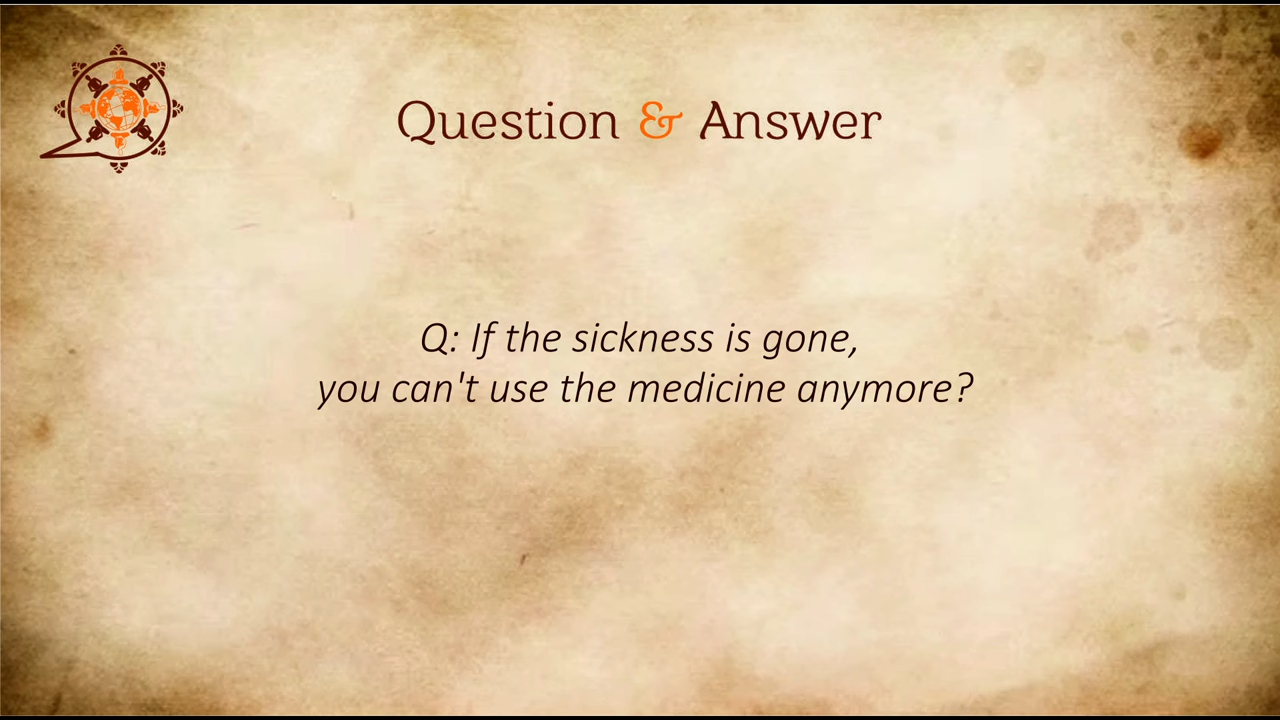 Question & Answer
Q: If the sickness is gone,
you can't use the medicine anymore?